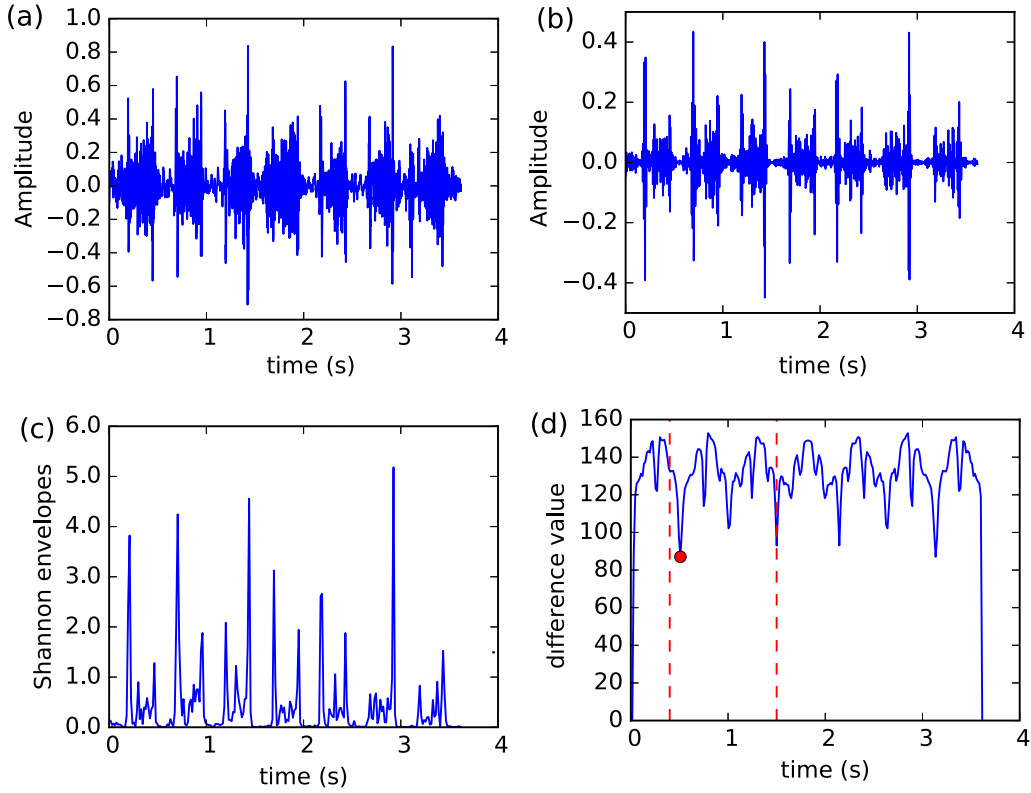 (a)
1.0
0.8
0.6
0.4
0.2
0.0
−0.2
−0.4
−0.6
−0.8
Amplitude
0 1 2 3 4
time (s)
(b)
0.4
0.2
0.0
−0.2
−0.4
Amplitude
0 1 2 3 4
time (s)
(c)
6.0
5.0
4.0
3.0
2.0
1.0
0.0
Shannon envelopes
0 1 2 3 4
time (s)
(d)
160
140
120
100
80
60
40
20
0
difference value
0 1 2 3 4
time (s)